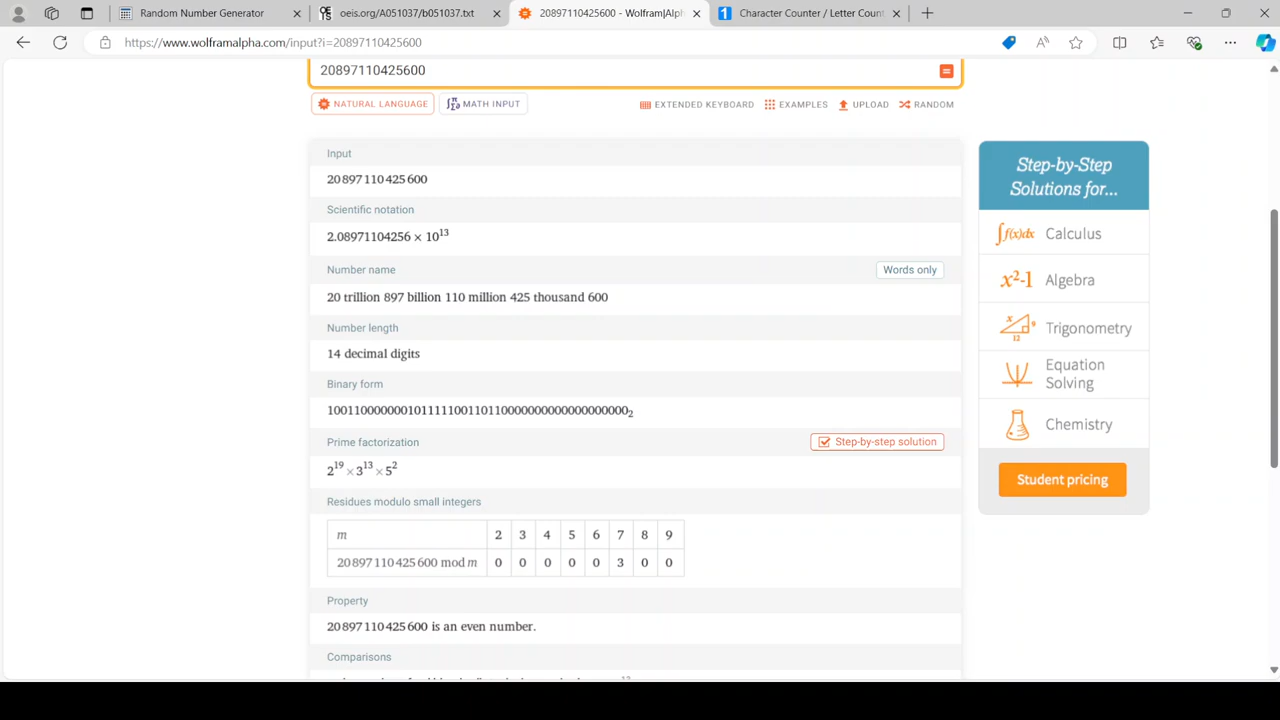 Random Number Generator
oeis.org/A051037/b051037.txt
20897110425600 - Wolfram|Alph
Character Counter / Letter Count
https://www.wolframalpha.com/input?i=20897110425600
20897110425600
NATURAL LANGUAGE
MATH INPUT
EXTENDED KEYBOARD
EXAMPLES
UPLOAD
RANDOM
Input
20 897 110 425 600
Scientific notation
2.08971104256 × 10^13
Number name
Words only
20 trillion 897 billion 110 million 425 thousand 600
Number length
14 decimal digits
Binary form
Prime factorization
Step-by-step solution
2^19 × 3^13 × 5^2
Residues modulo small integers
m 2 3 4 5 6 7 8 9
20 897 110 425 600 mod m 0 0 0 0 0 3 0 0
Property
20 897 110 425 600 is an even number.
Comparisons
Step-by-Step
Solutions for...
∫f(x)dx Calculus
x²-1 Algebra
Trigonometry
Equation
Solving
Chemistry
Student pricing